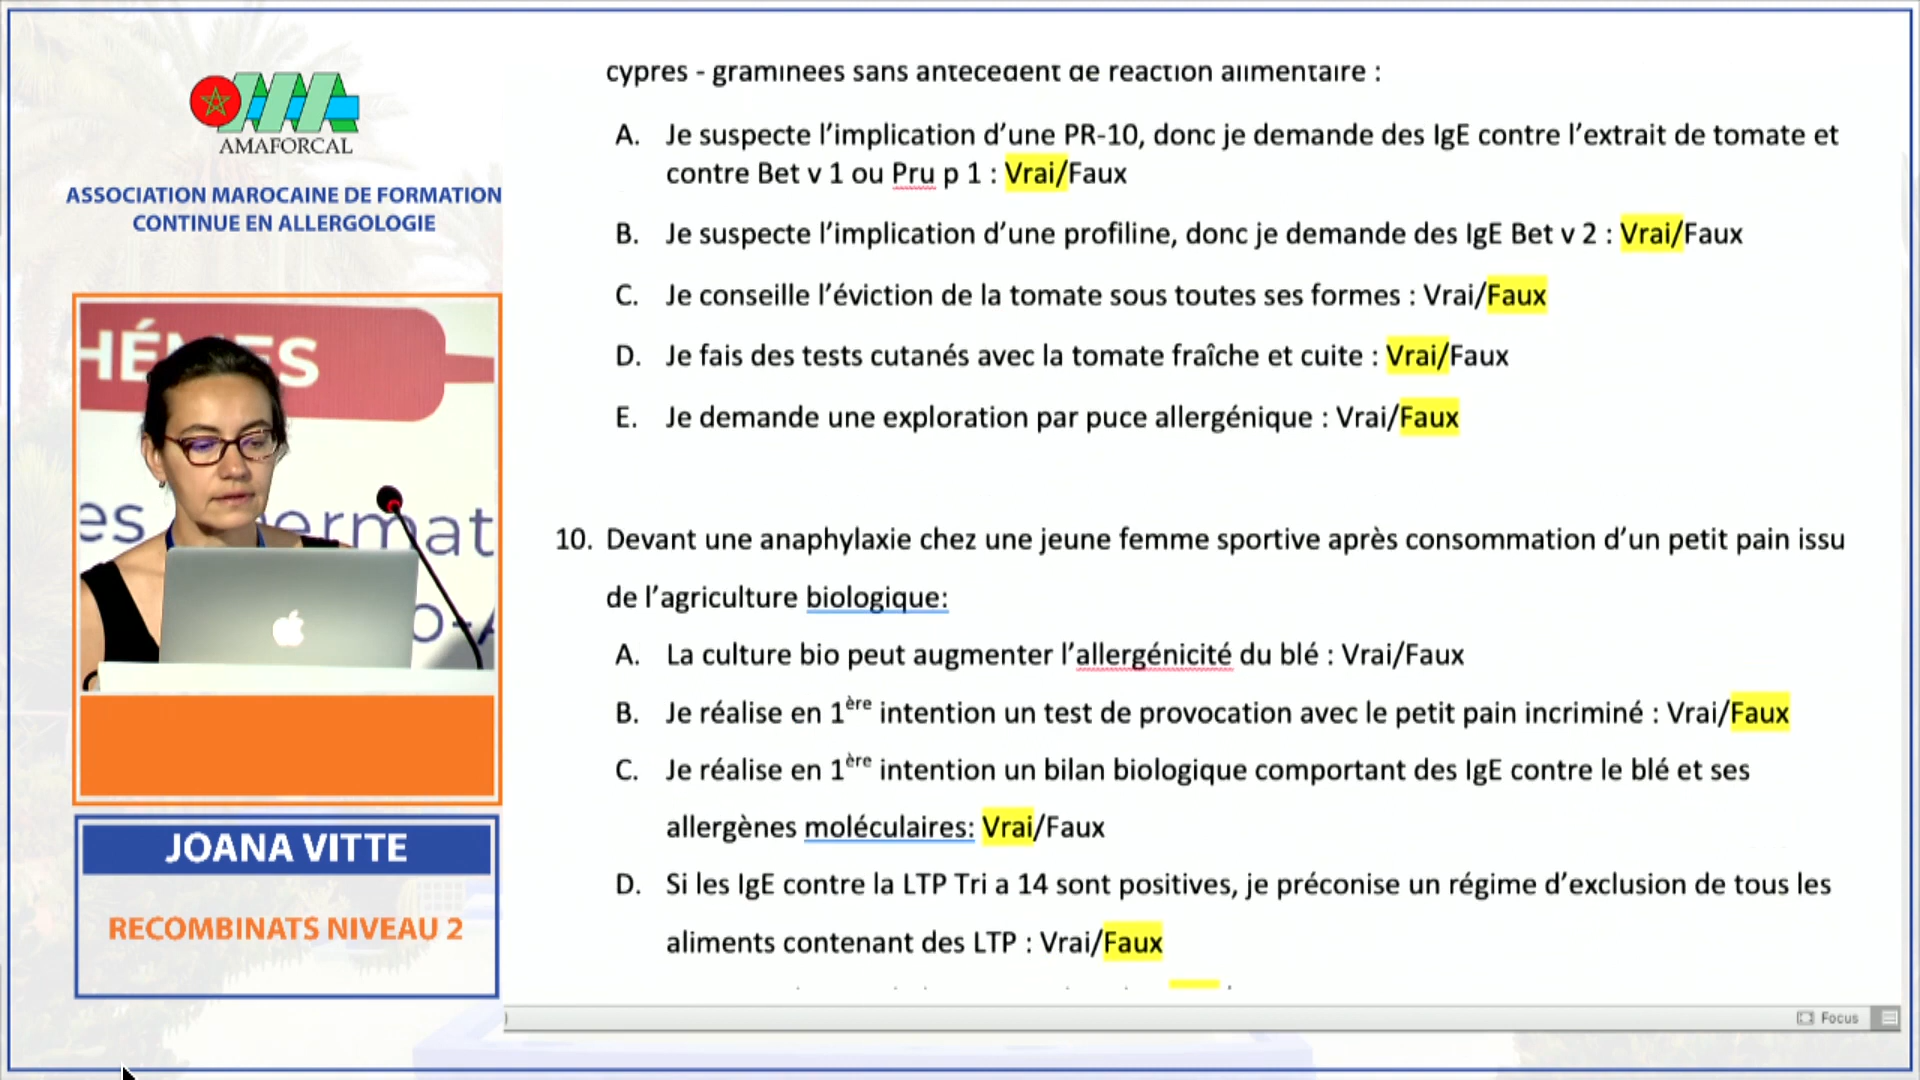 AMAFORCAL
ASSOCIATION MAROCAINE DE FORMATION
CONTINUE EN ALLERGOLOGIE
HÉMES
es
ermat
o-A
JOANA VITTE
RECOMBINATS NIVEAU 2
cyprès - graminées sans antécédent de réaction alimentaire :
A. Je suspecte l'implication d'une PR-10, donc je demande des IgE contre l'extrait de tomate et
contre Bet v 1 ou Pru p 1 : Vrai/Faux
B. Je suspecte l'implication d'une profiline, donc je demande des IgE Bet v 2 : Vrai/Faux
C. Je conseille l'éviction de la tomate sous toutes ses formes : Vrai/Faux
D. Je fais des tests cutanés avec la tomate fraîche et cuite : Vrai/Faux
E. Je demande une exploration par puce allergénique : Vrai/Faux
10. Devant une anaphylaxie chez une jeune femme sportive après consommation d'un petit pain issu
de l'agriculture biologique:
A. La culture bio peut augmenter l'allergénicité du blé : Vrai/Faux
B. Je réalise en 1ère intention un test de provocation avec le petit pain incriminé : Vrai/Faux
C. Je réalise en 1ère intention un bilan biologique comportant des IgE contre le blé et ses
allergènes moléculaires: Vrai/Faux
D. Si les IgE contre la LTP Tri a 14 sont positives, je préconise un régime d'exclusion de tous les
aliments contenant des LTP : Vrai/Faux
Focus